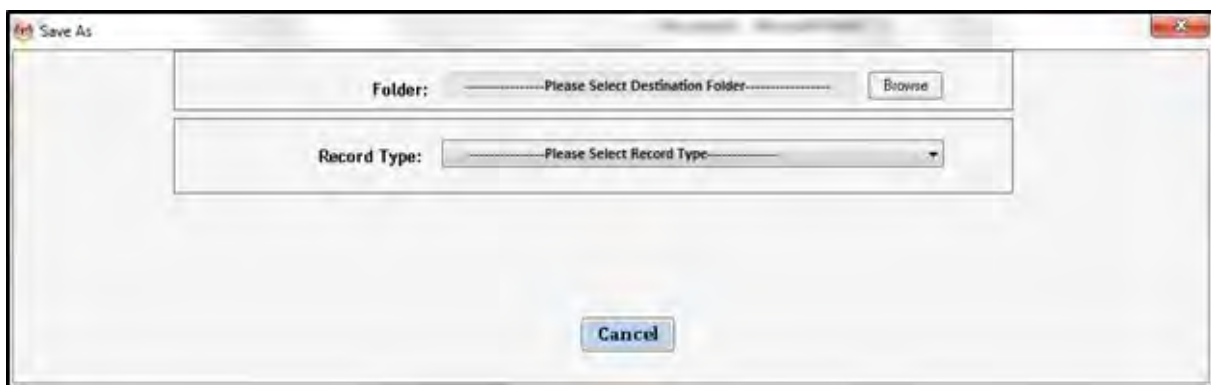 Save As
Folder: ----------------Please Select Destination Folder----------------- Browse
Record Type: ----------------Please Select Record Type---------------
Cancel